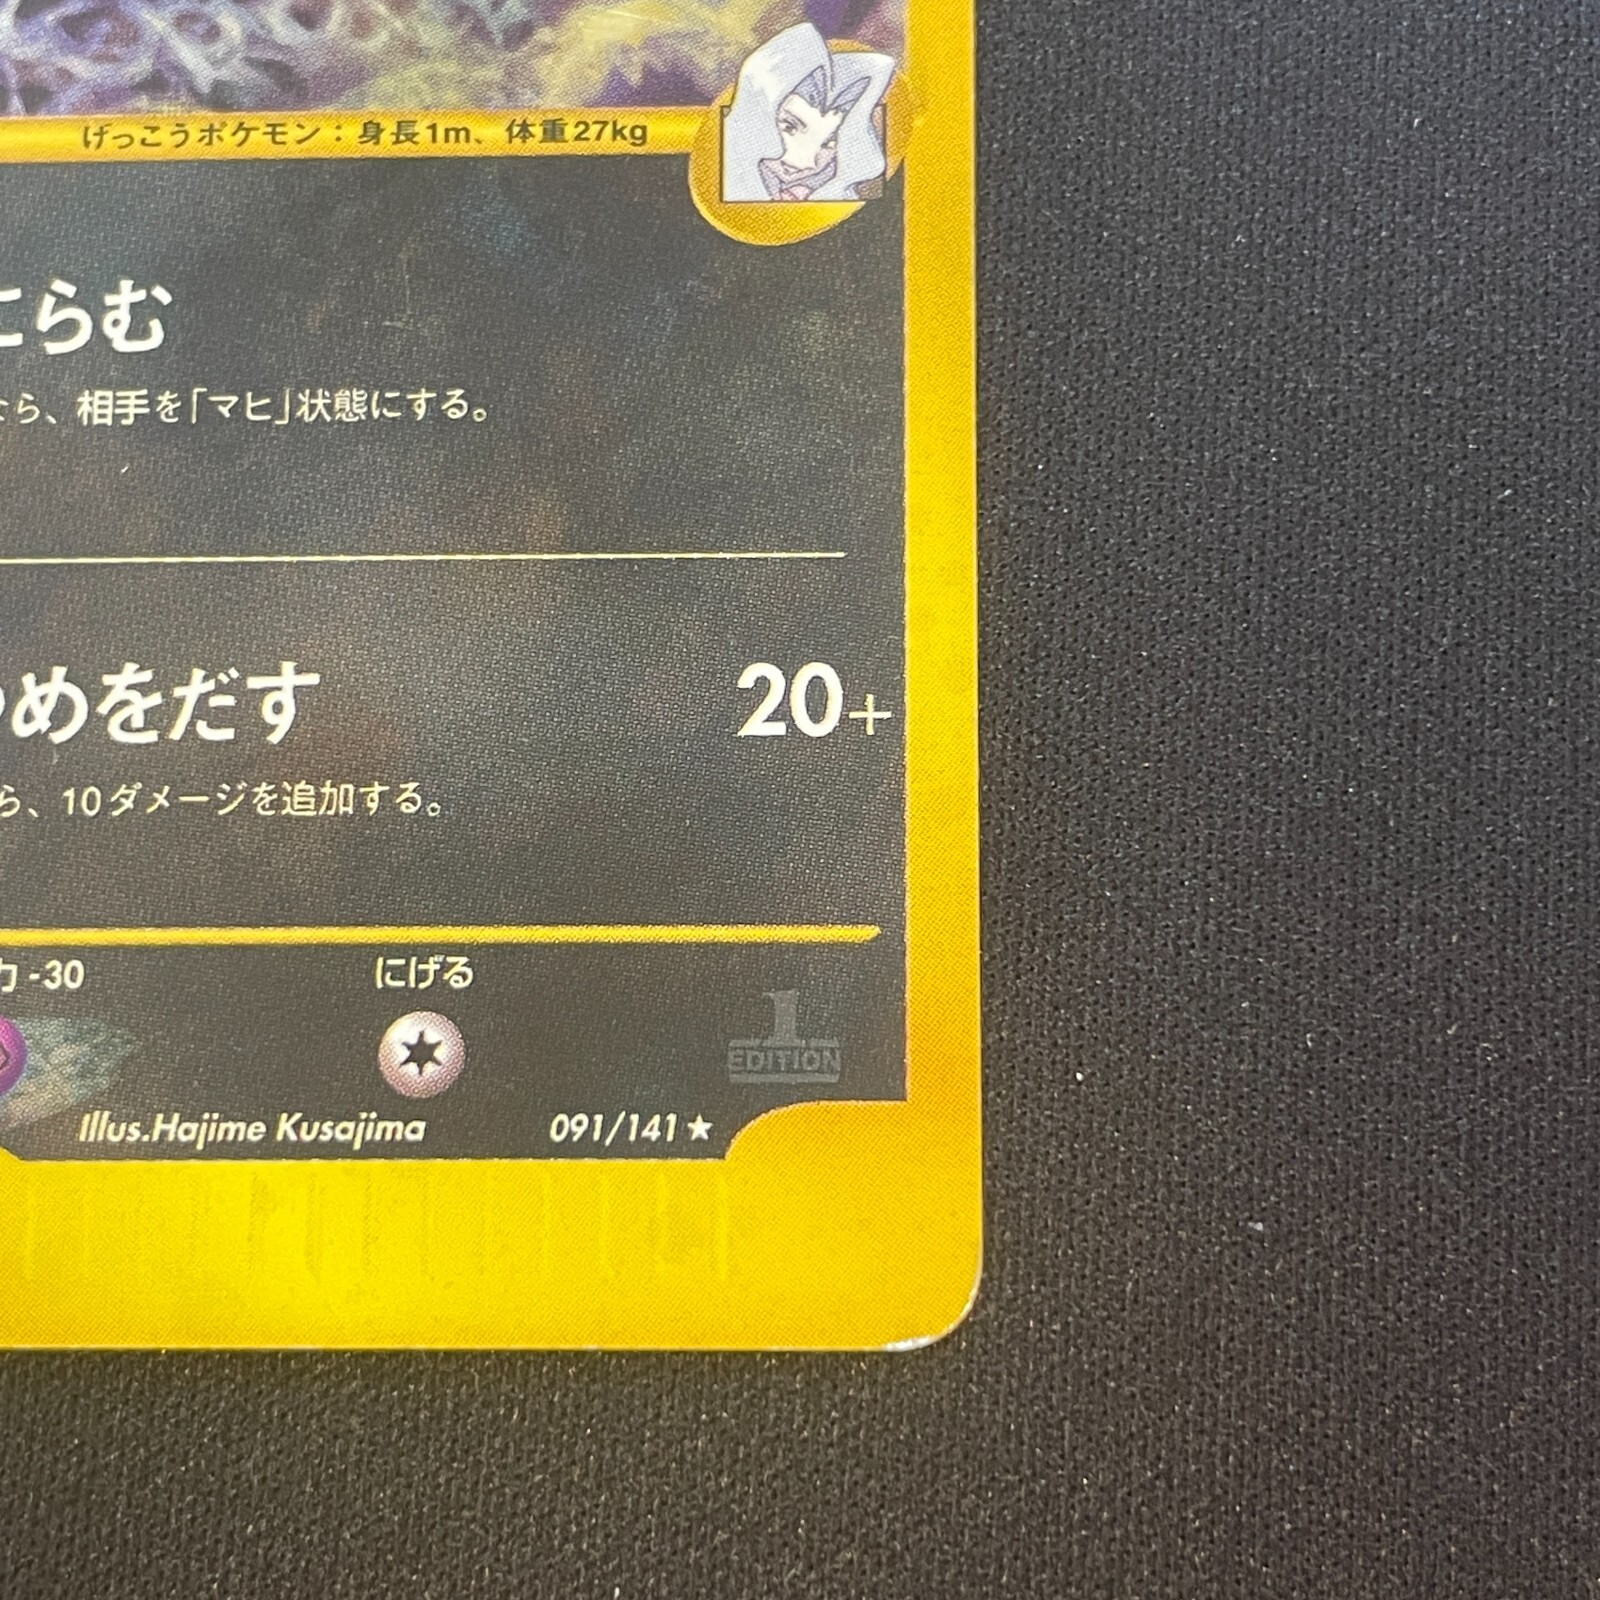 げっこうポケモン：身長1m、体重27kg
にらむ
なら、相手を「マヒ」状態にする。
つめをだす 20+
ら、10ダメージを追加する。
力 -30 にげる
1
EDITION
Illus.Hajime Kusajima 091/141★